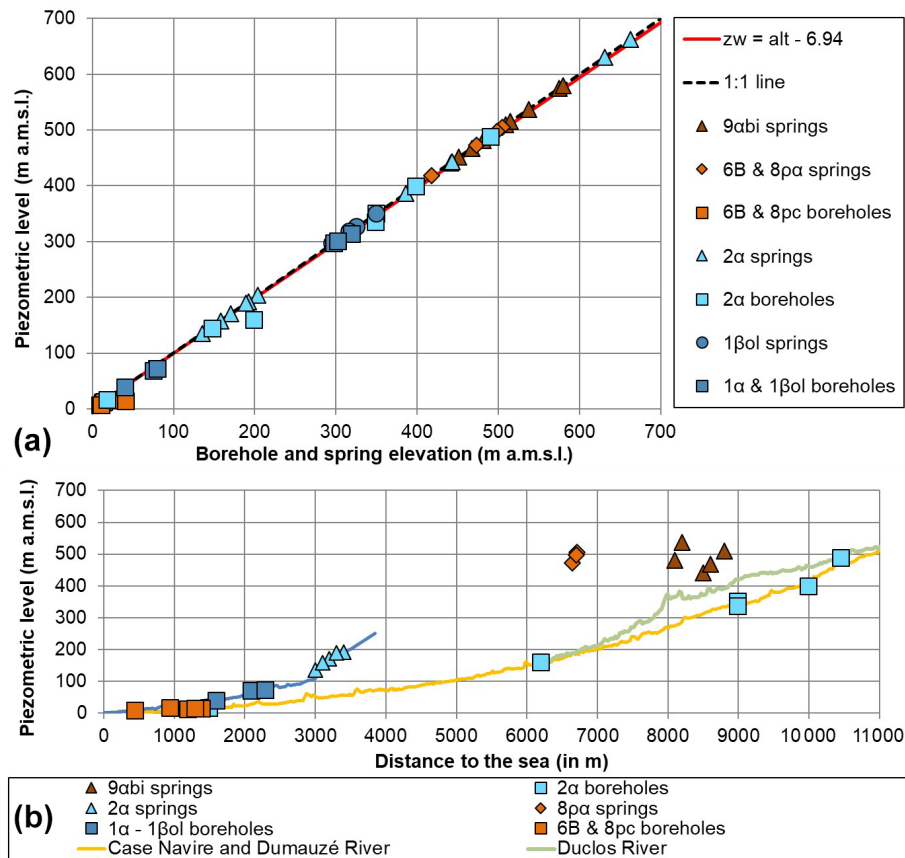 700
600
500
400
300
200
100
0
Piezometric level (m a.m.s.l.)
0 100 200 300 400 500 600 700
Borehole and spring elevation (m a.m.s.l.)
(a)
zw = alt - 6.94
1:1 line
9αbi springs
6B & 8ρα springs
6B & 8pc boreholes
2α springs
2α boreholes
1βol springs
1α & 1βol boreholes
700
600
500
400
300
200
100
0
Piezometric level (m a.m.s.l.)
0 1000 2000 3000 4000 5000 6000 7000 8000 9000 10 000 11000
Distance to the sea (in m)
(b)
9αbi springs
2α boreholes
2α springs
8ρα springs
1α - 1βol boreholes
6B & 8pc boreholes
Case Navire and Dumauzé River
Duclos River